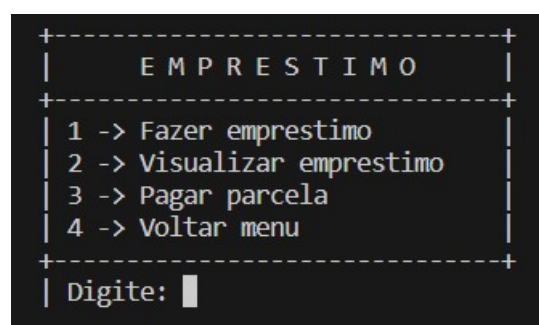 +-------------------------------+
|      E M P R E S T I M O      |
+-------------------------------+
| 1 -> Fazer emprestimo         |
| 2 -> Visualizar emprestimo    |
| 3 -> Pagar parcela            |
| 4 -> Voltar menu              |
+-------------------------------+
| Digite: